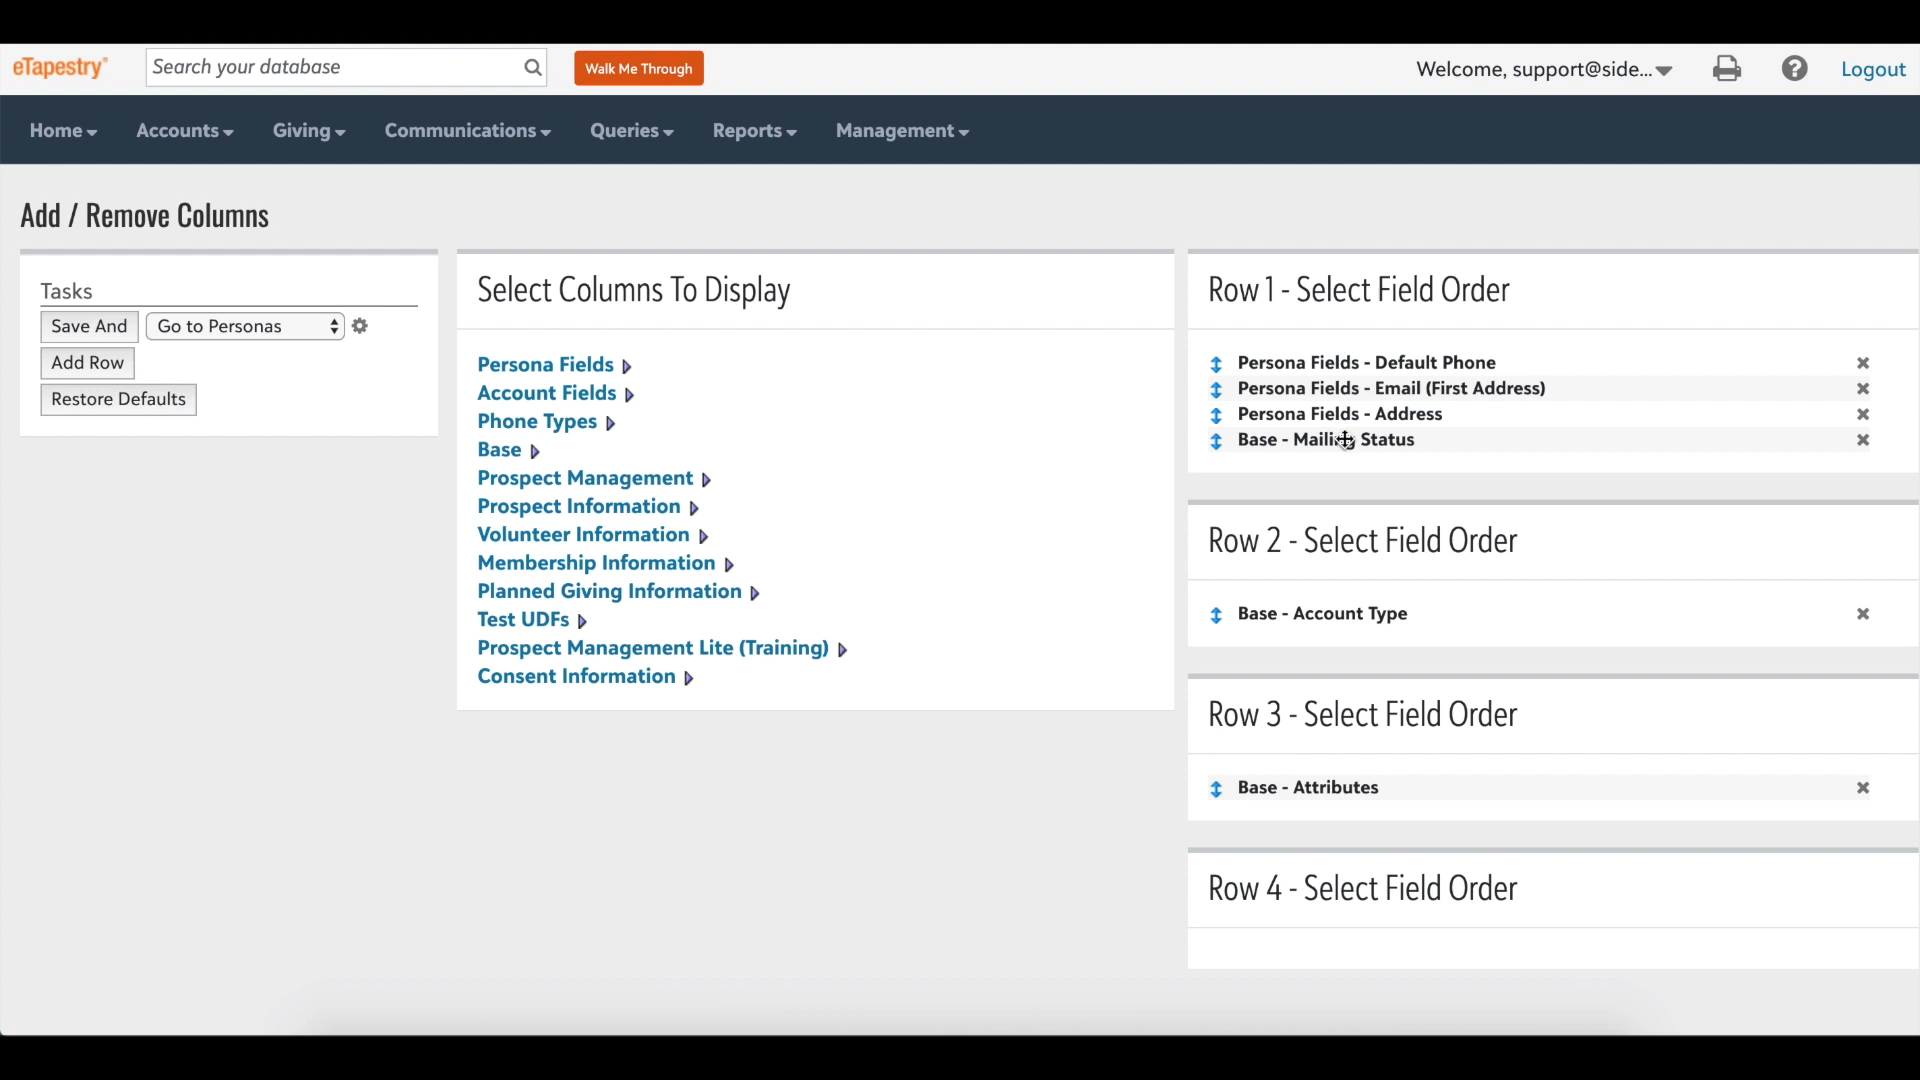 eTapestry
Search your database
Walk Me Through
Welcome, support@side...
Logout
Home
Accounts
Giving
Communications
Queries
Reports
Management
Add / Remove Columns
Tasks
Save And
Go to Personas
Add Row
Restore Defaults
Select Columns To Display
Persona Fields
Account Fields
Phone Types
Base
Prospect Management
Prospect Information
Volunteer Information
Membership Information
Planned Giving Information
Test UDFs
Prospect Management Lite (Training)
Consent Information
Row 1 - Select Field Order
Persona Fields - Default Phone
Persona Fields - Email (First Address)
Persona Fields - Address
Base - Mailing Status
Row 2 - Select Field Order
Base - Account Type
Row 3 - Select Field Order
Base - Attributes
Row 4 - Select Field Order